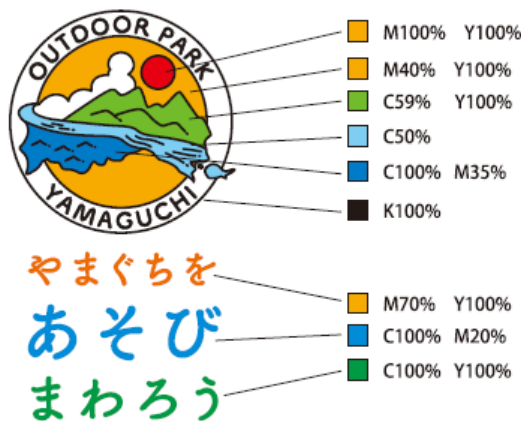 OUTDOOR PARK
YAMAGUCHI
M100% Y100%
M40% Y100%
C59% Y100%
C50%
C100% M35%
K100%
やまぐちを
あそび
まわろう
M70% Y100%
C100% M20%
C100% Y100%